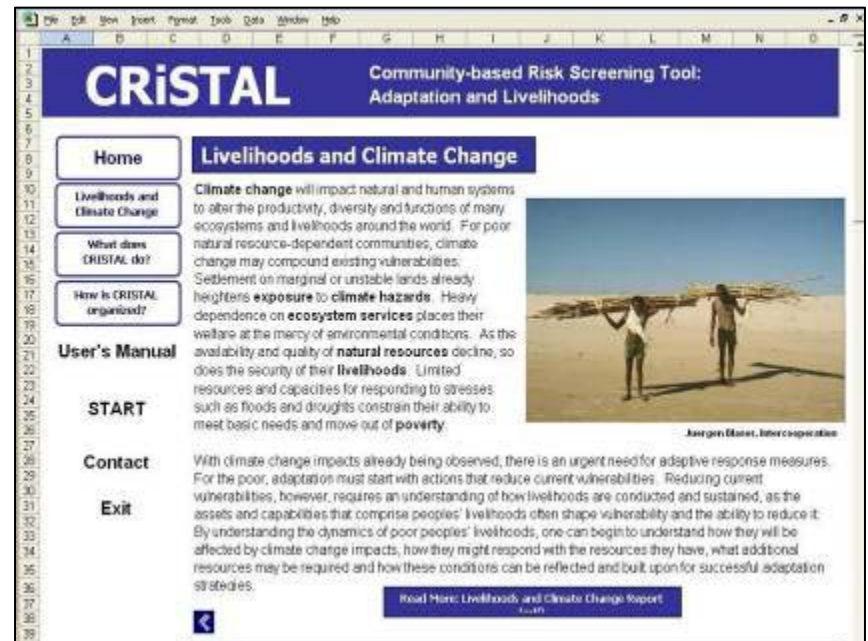 File Edit View Insert Format Tools Data Window Help
A B C D E F G H I J K L M N O
CRiSTAL
Community-based Risk Screening Tool:
Adaptation and Livelihoods
Home
Livelihoods and
Climate Change
What does
CRISTAL do?
How is CRISTAL
organized?
User's Manual
START
Contact
Exit
Livelihoods and Climate Change
Climate change will impact natural and human systems
to alter the productivity, diversity and functions of many
ecosystems and livelihoods around the world. For poor
natural resource-dependent communities, climate
change may compound existing vulnerabilities.
Settlement on marginal or unstable lands already
heightens exposure to climate hazards. Heavy
dependence on ecosystem services places their
welfare at the mercy of environmental conditions. As the
availability and quality of natural resources decline, so
does the security of their livelihoods. Limited
resources and capacities for responding to stresses
such as floods and droughts constrain their ability to
meet basic needs and move out of poverty.
Intercooperation
With climate change impacts already being observed, there is an urgent need for adaptive response measures.
For the poor, adaptation must start with actions that reduce current vulnerabilities. Reducing current
vulnerabilities, however, requires an understanding of how livelihoods are conducted and sustained, as the
assets and capabilities that comprise peoples' livelihoods often shape vulnerability and the ability to reduce it.
By understanding the dynamics of poor peoples' livelihoods, one can begin to understand how they will be
affected by climate change impacts, how they might respond with the resources they have, what additional
resources may be required and how these conditions can be reflected and built upon for successful adaptation
strategies.
Read More: Livelihoods and Climate Change Report